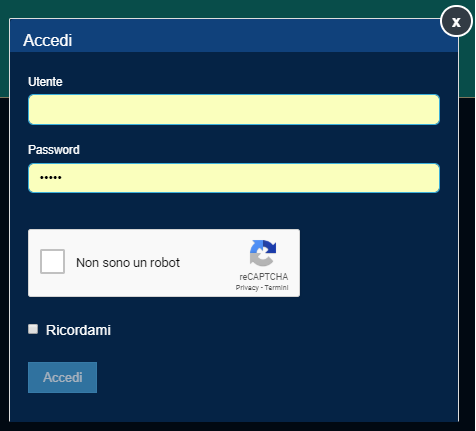 x
Accedi
Utente
Password
•••••
Non sono un robot
reCAPTCHA
Privacy - Termini
Ricordami
Accedi